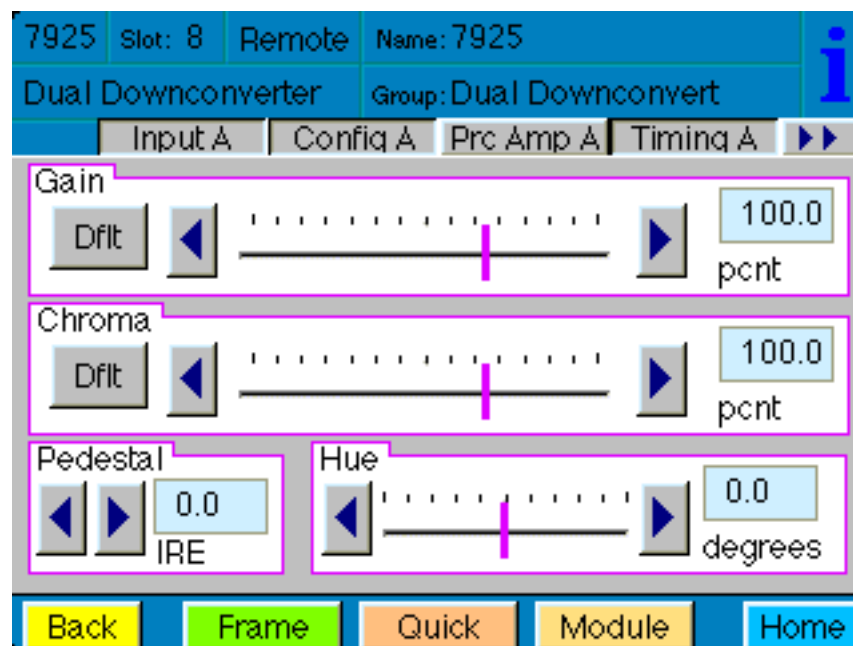 7925 Slot: 8 Remote Name: 7925
Dual Downconverter Group: Dual Downconvert
i
Input A Config A Prc Amp A Timing A
Gain
Dflt 100.0
pcnt
Chroma
Dflt 100.0
pcnt
Pedestal Hue
0.0 0.0
IRE degrees
Back Frame Quick Module Home